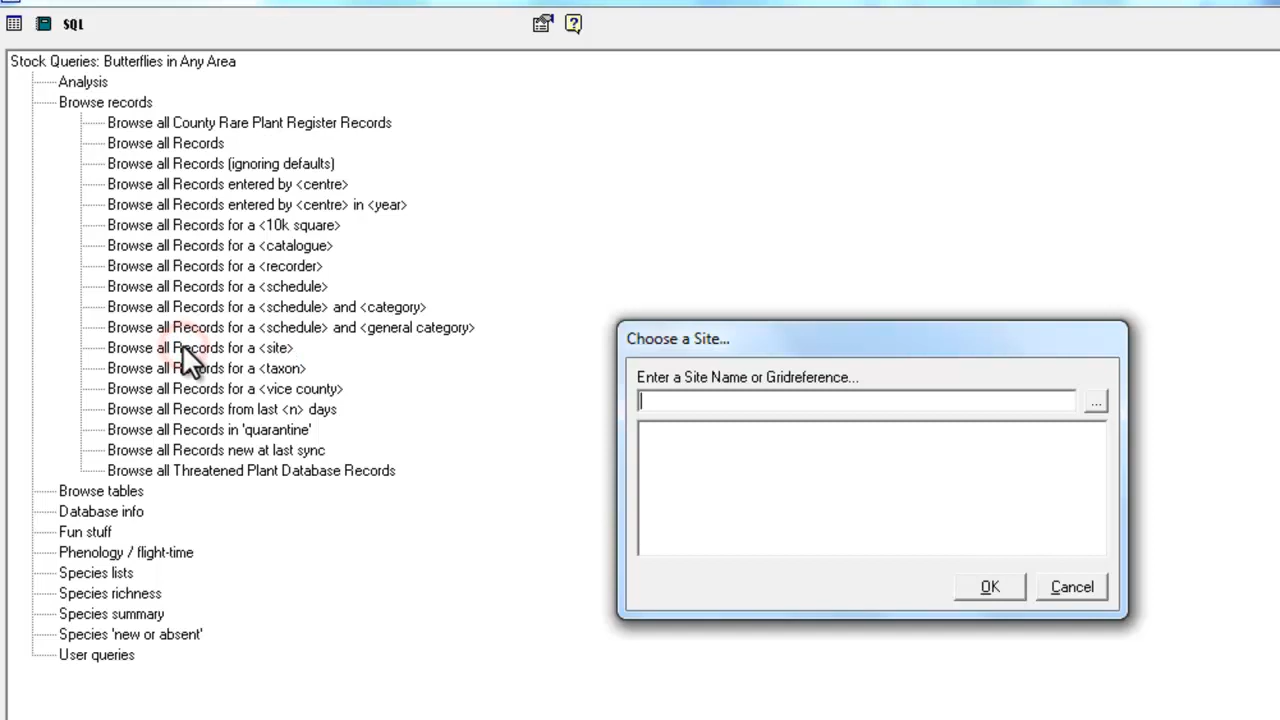 SQL
Stock Queries: Butterflies in Any Area
Analysis
Browse records
Browse all County Rare Plant Register Records
Browse all Records
Browse all Records (ignoring defaults)
Browse all Records entered by <centre>
Browse all Records entered by <centre> in <year>
Browse all Records for a <10k square>
Browse all Records for a <catalogue>
Browse all Records for a <recorder>
Browse all Records for a <schedule>
Browse all Records for a <schedule> and <category>
Browse all Records for a <schedule> and <general category>
Browse all Records for a <site>
Browse all Records for a <taxon>
Browse all Records for a <vice county>
Browse all Records from last <n> days
Browse all Records in 'quarantine'
Browse all Records new at last sync
Browse all Threatened Plant Database Records
Browse tables
Database info
Fun stuff
Phenology / flight-time
Species lists
Species richness
Species summary
Species 'new or absent'
User queries
Choose a Site...
Enter a Site Name or Gridreference...
...
OK
Cancel